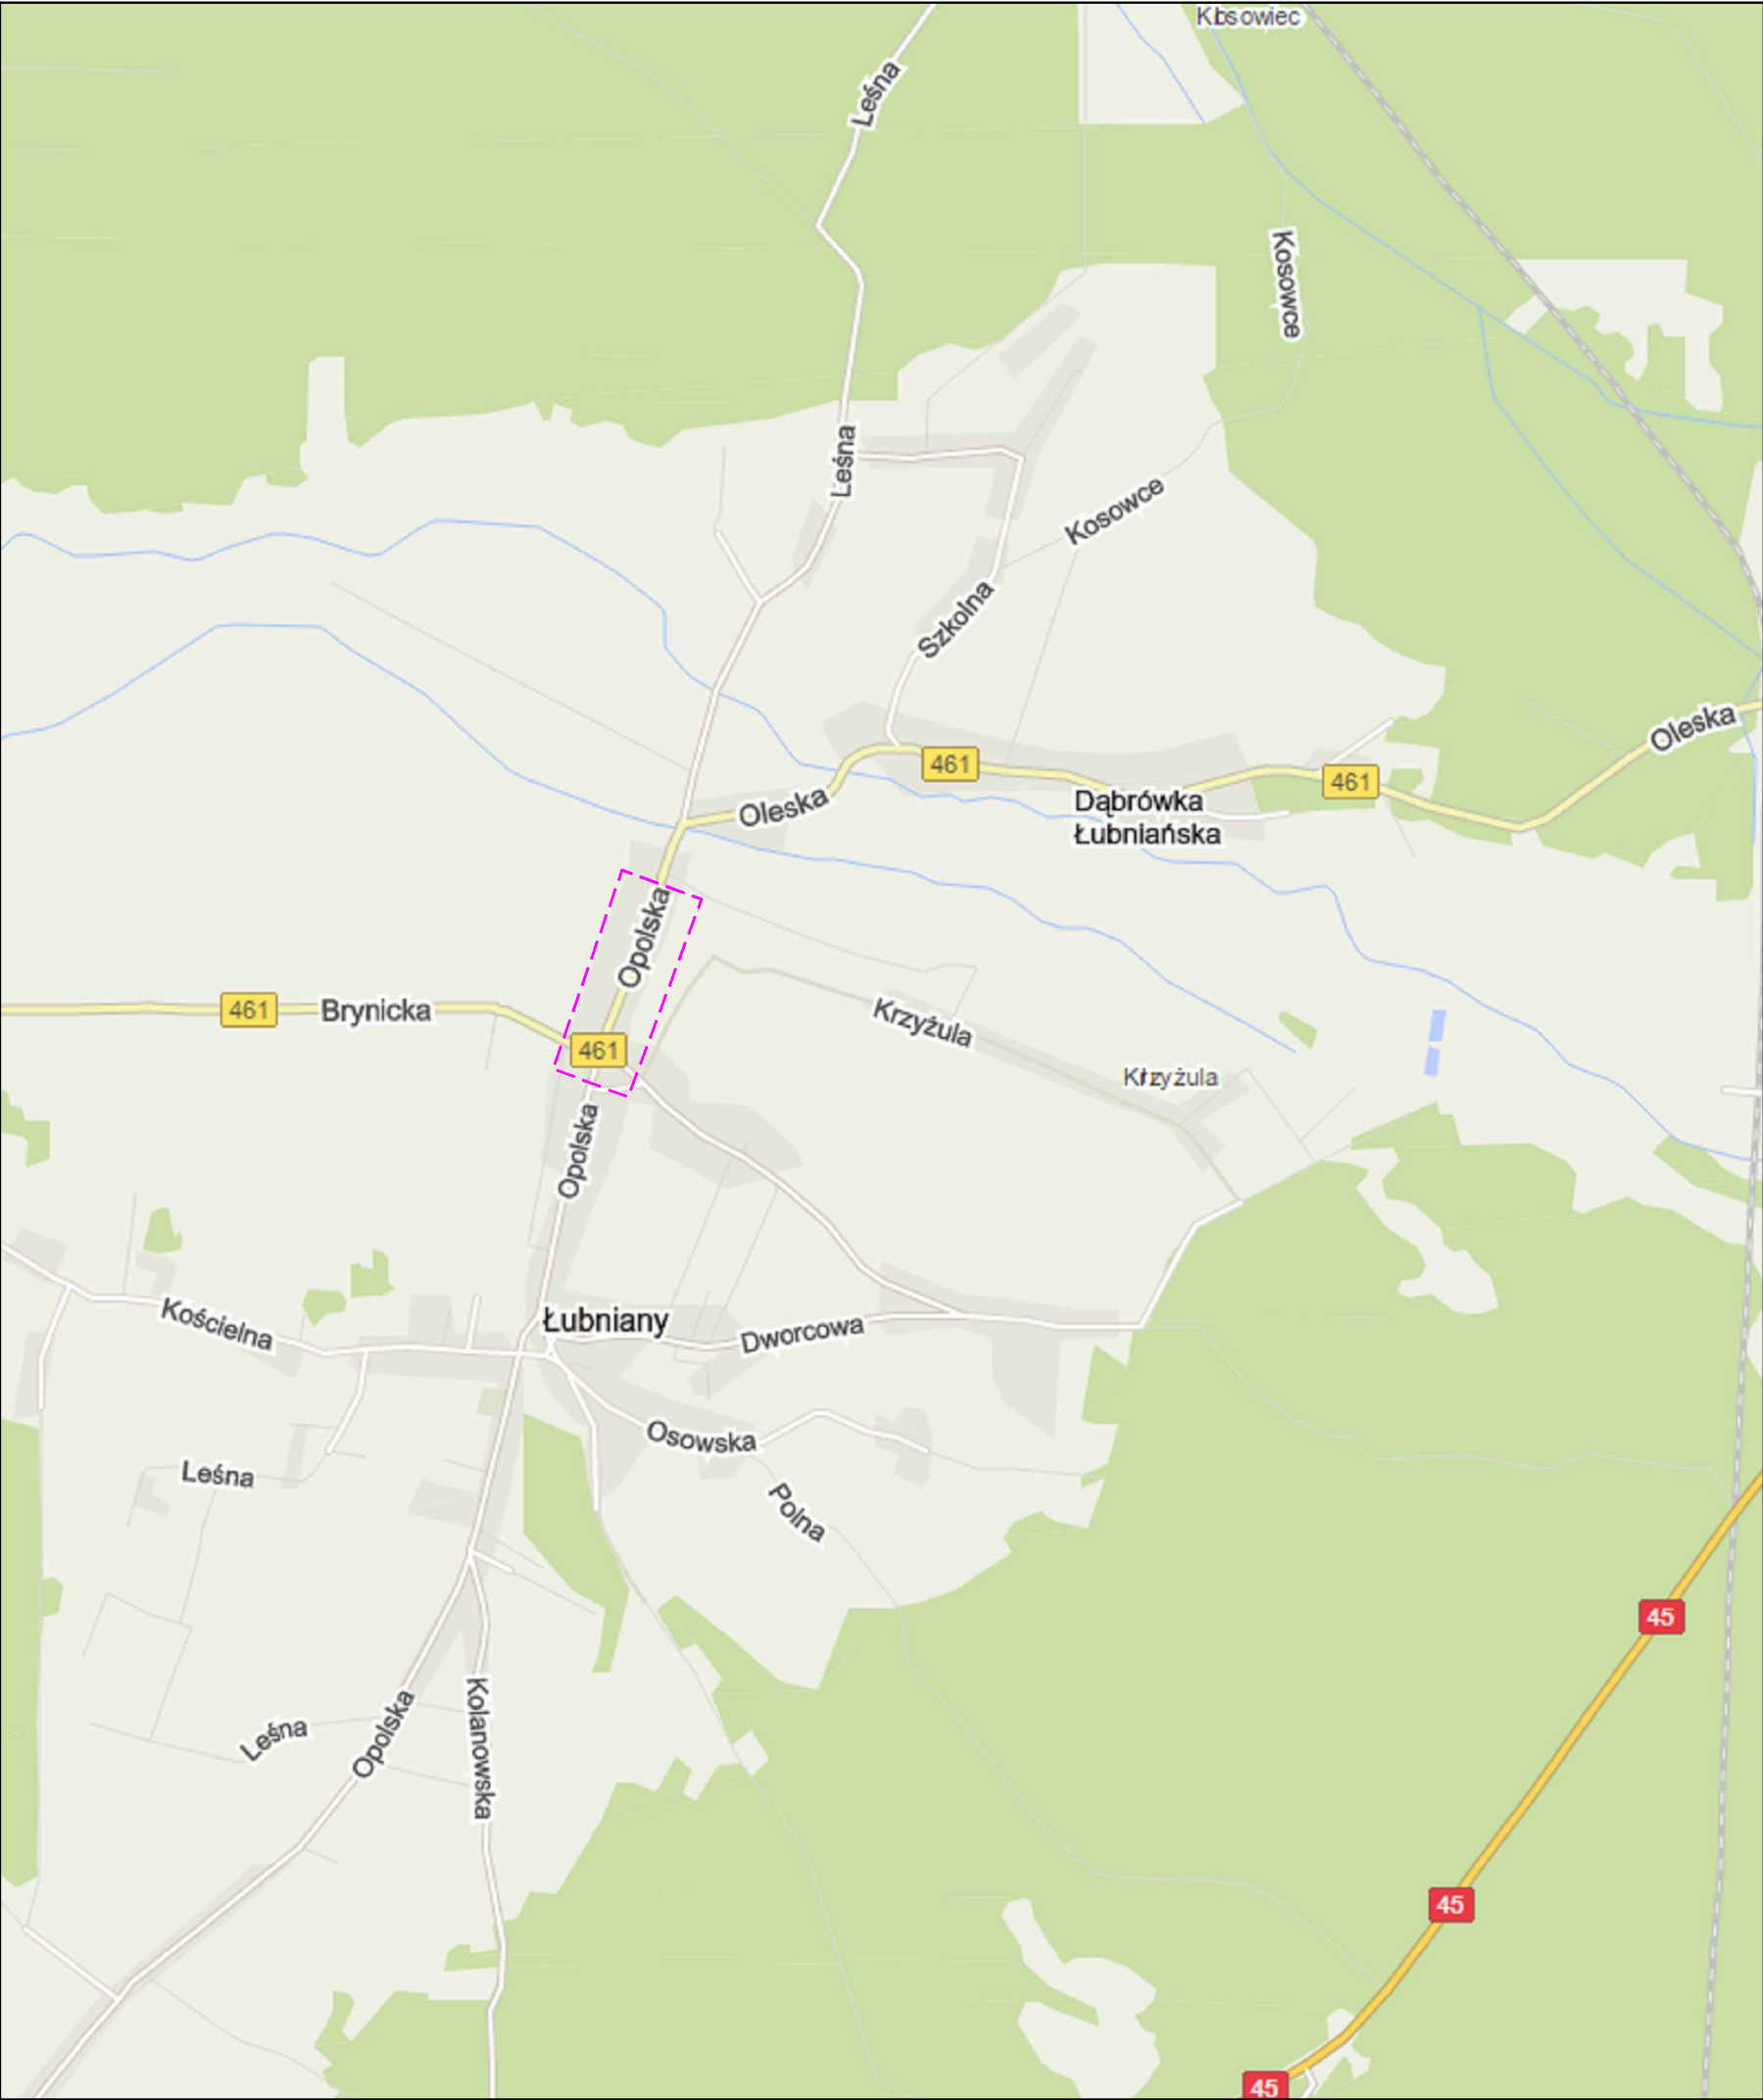 Kosowiec
Leśna
Kosowce
Leśna
Kosowce
Szkolna
Oleska
461
461
Oleska
Dąbrówka
Łubniańska
Opolska
461
Brynicka
Krzyżula
461
Krzyżula
Opolska
Kościelna
Łubniany
Dworcowa
Osowska
Leśna
Polna
45
Kolanowska
Opolska
Leśna
45
45